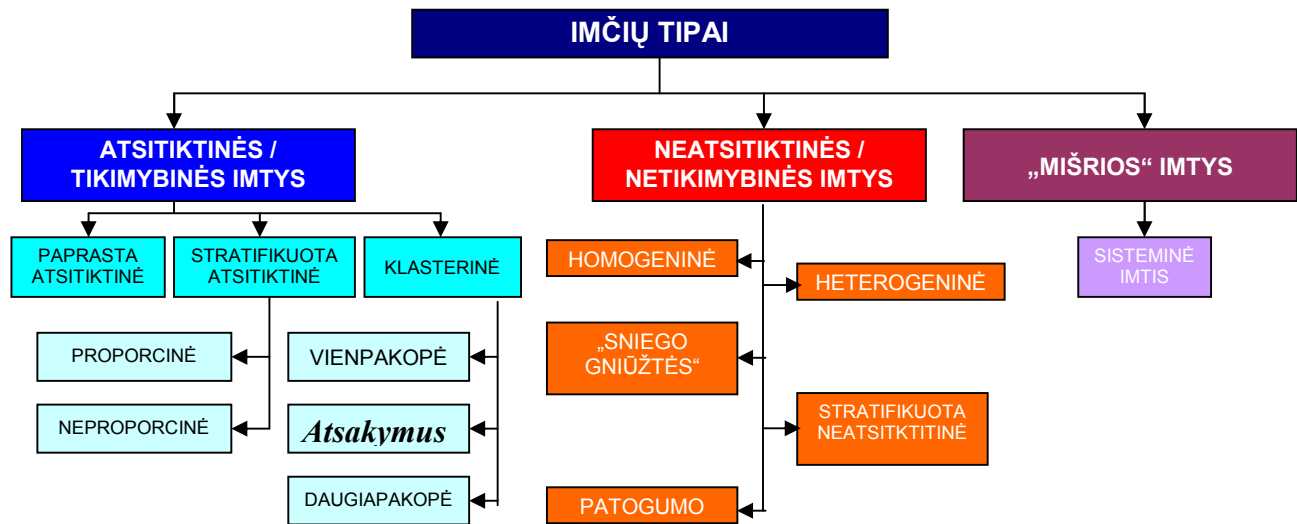 IMČIŲ TIPAI
ATSITIKTINĖS /
TIKIMYBINĖS IMTYS
NEATSITIKTINĖS /
NETIKIMYBINĖS IMTYS
„MIŠRIOS“ IMTYS
PAPRASTA
ATSITIKTINĖ
STRATIFIKUOTA
ATSITIKTINĖ
KLASTERINĖ
PROPORCINĖ
NEPROPORCINĖ
VIENPAKOPĖ
Atsakymus
DAUGIAPAKOPĖ
HOMOGENINĖ
HETEROGENINĖ
„SNIEGO
GNIŪŽTĖS“
STRATIFIKUOTA
NEATSITKTITINĖ
PATOGUMO
SISTEMINĖ
IMTIS